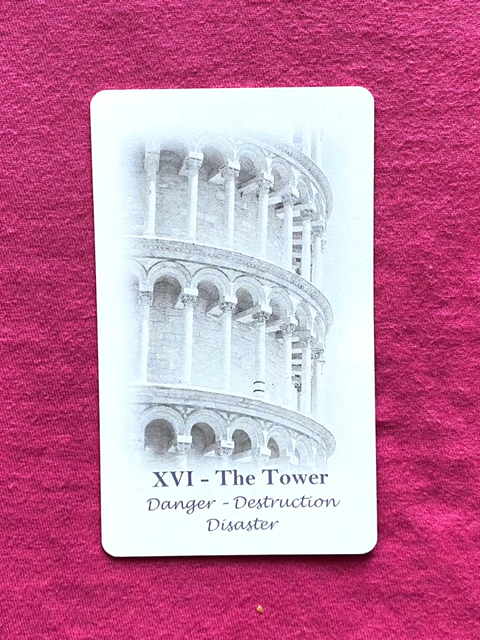 XVI - The Tower
Danger - Destruction
Disaster